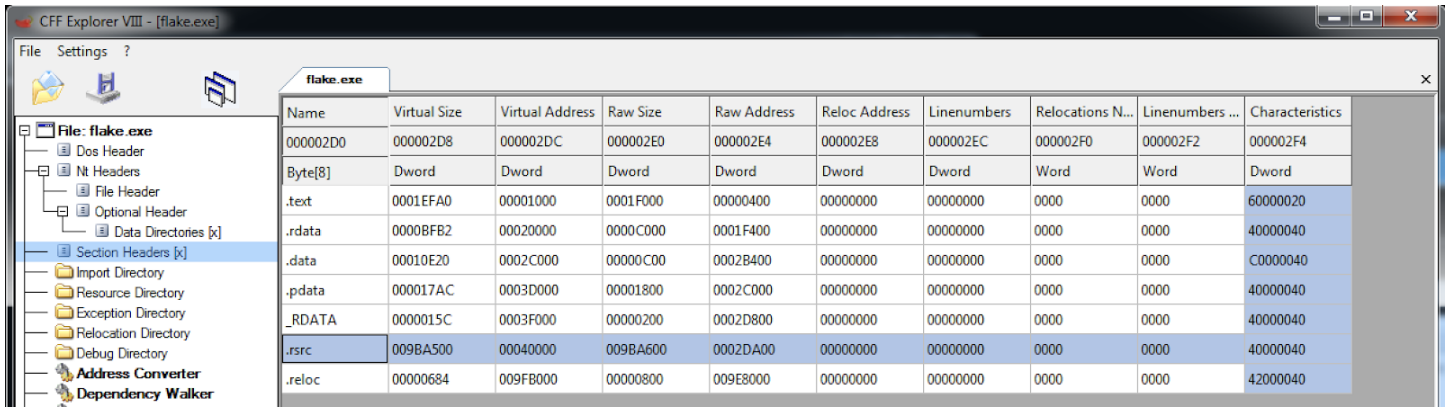 CFF Explorer VIII - [flake.exe]
File Settings ?
flake.exe
File: flake.exe
Dos Header
Nt Headers
File Header
Optional Header
Data Directories [x]
Section Headers [x]
Import Directory
Resource Directory
Exception Directory
Relocation Directory
Debug Directory
Address Converter
Dependency Walker
Name Virtual Size Virtual Address Raw Size Raw Address Reloc Address Linenumbers Relocations N... Linenumbers ... Characteristics
000002D0 000002D8 000002DC 000002E0 000002E4 000002E8 000002EC 000002F0 000002F2 000002F4
Byte[8] Dword Dword Dword Dword Dword Dword Word Word Dword
.text 0001EFA0 00001000 0001F000 00000400 00000000 00000000 0000 0000 60000020
.rdata 0000BFB2 00020000 0000C000 0001F400 00000000 00000000 0000 0000 40000040
.data 00010E20 0002C000 00000C00 0002B400 00000000 00000000 0000 0000 C0000040
.pdata 000017AC 0003D000 00001800 0002C000 00000000 00000000 0000 0000 40000040
_RDATA 0000015C 0003F000 00000200 0002D800 00000000 00000000 0000 0000 40000040
.rsrc 009BA500 00040000 009BA600 0002DA00 00000000 00000000 0000 0000 40000040
.reloc 00000684 009FB000 00000800 009E8000 00000000 00000000 0000 0000 42000040